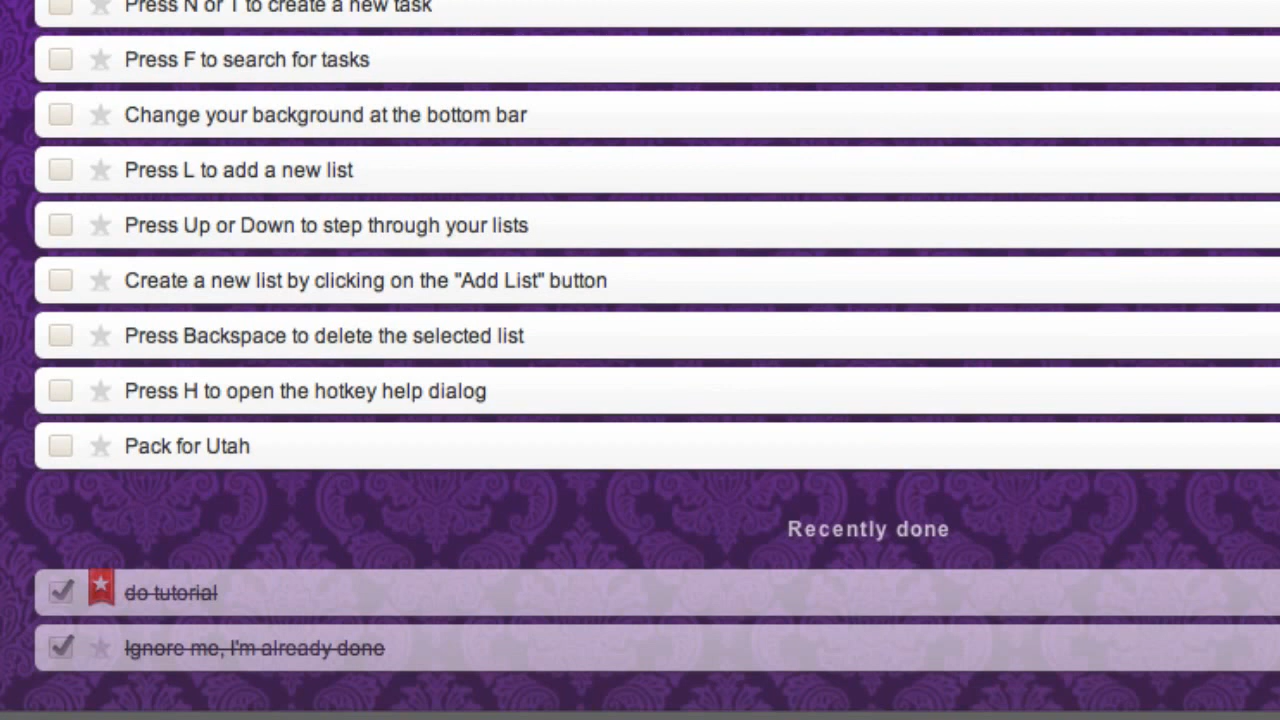 Press N or T to create a new task
Press F to search for tasks
Change your background at the bottom bar
Press L to add a new list
Press Up or Down to step through your lists
Create a new list by clicking on the "Add List" button
Press Backspace to delete the selected list
Press H to open the hotkey help dialog
Pack for Utah
Recently done
do tutorial
Ignore me, I'm already done